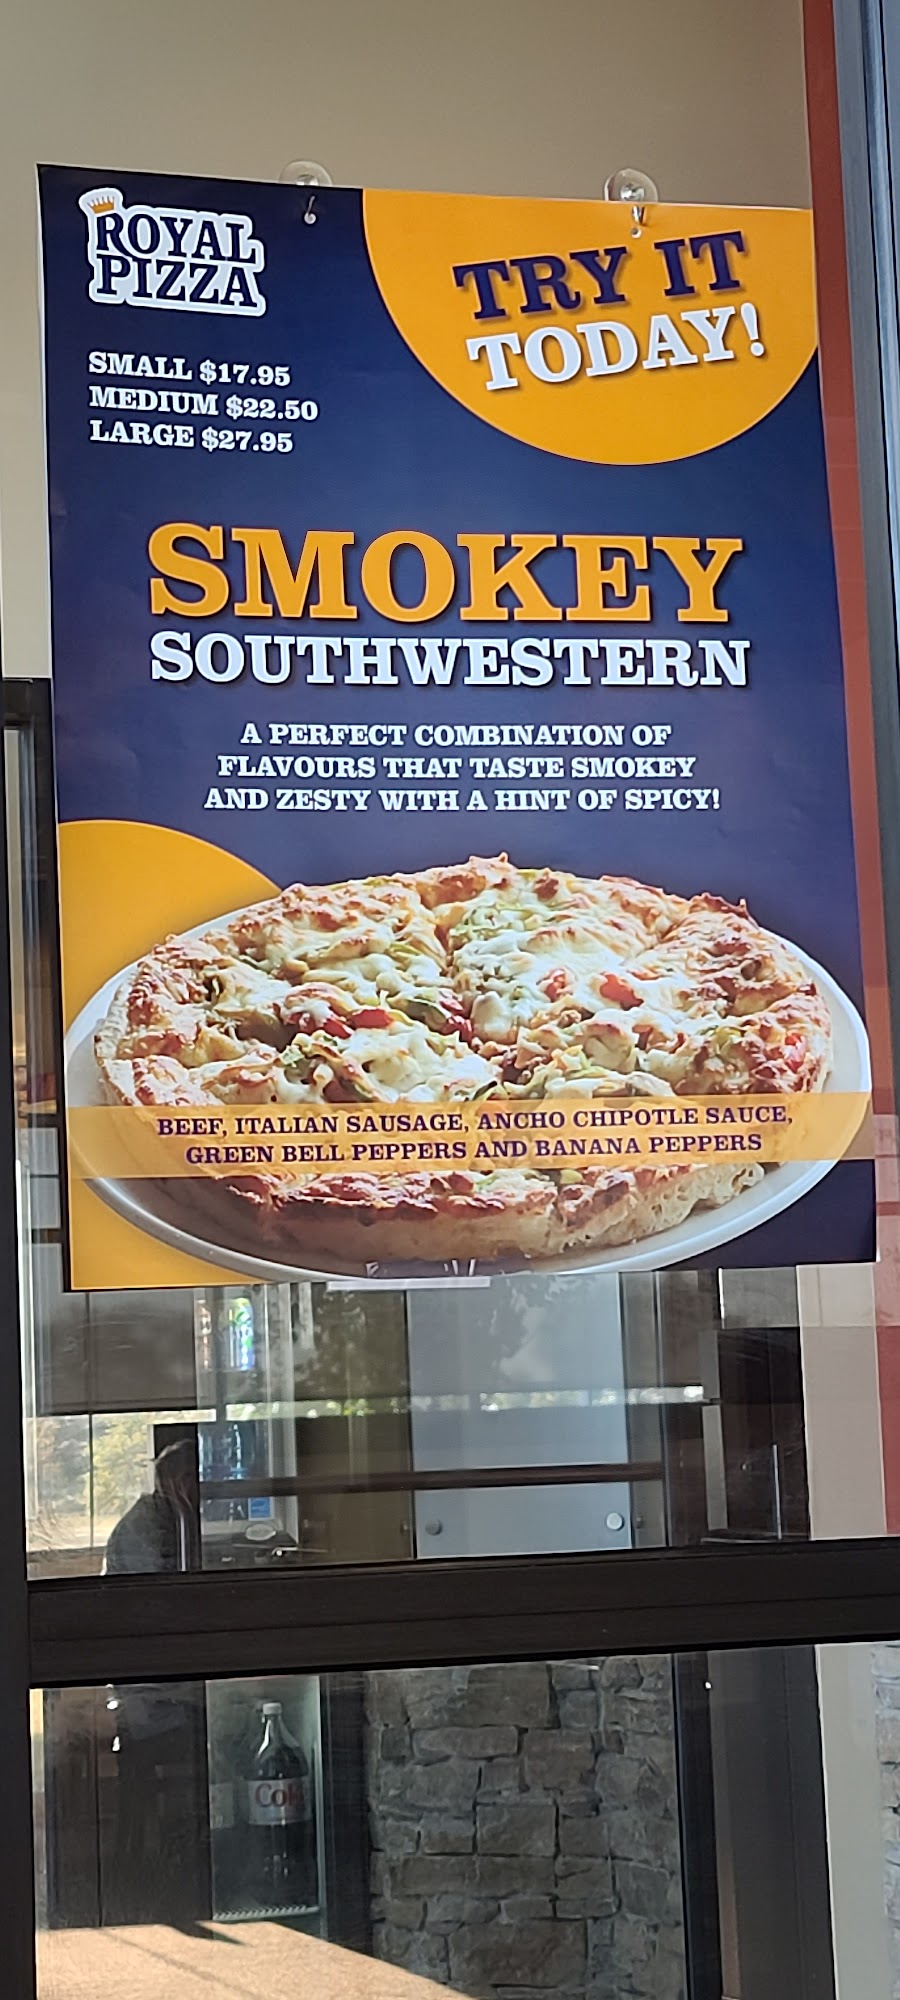 ROYAL
PIZZA
TRY IT
TODAY!
SMALL $17.95
MEDIUM $22.50
LARGE $27.95
SMOKEY
SOUTHWESTERN
A PERFECT COMBINATION OF
FLAVOURS THAT TASTE SMOKEY
AND ZESTY WITH A HINT OF SPICY!
BEEF, ITALIAN SAUSAGE, ANCHO CHIPOTLE SAUCE,
GREEN BELL PEPPERS AND BANANA PEPPERS